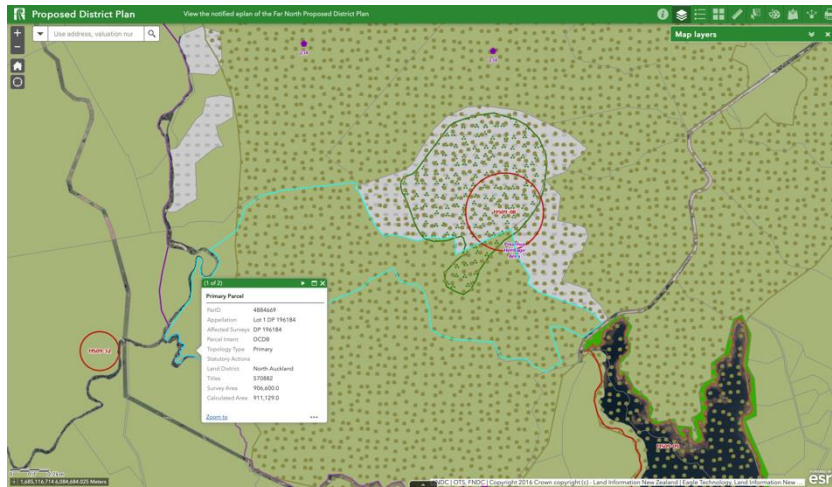 Proposed District Plan
View the notified eplan of the Far North Proposed District Plan
Use address, valuation nur
Map layers
(1 of 2)
Primary Parcel
ParID 4884669
Appellation Lot 1 DP 196184
Affected Surveys DP 196184
Parcel Intent DCDB
Topology Type Primary
Statutory Actions
Land District North Auckland
Titles 570882
Survey Area 906,600.0
Calculated Area 911,129.0
Zoom to
1,685,116.714 6,084,684.025 Meters
FNDC | OTS, FNDC | Copyright 2016 Crown copyright (c) - Land Information New Zealand | Eagle Technology, Land Information New ...
POWERED BY
esri